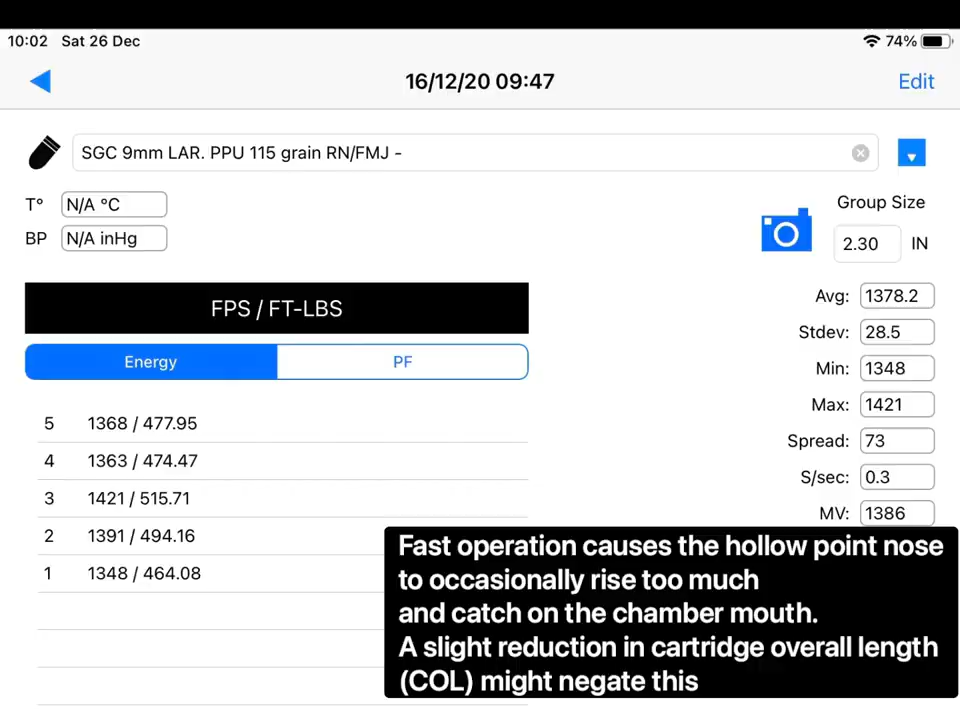 10:02 Sat 26 Dec 74%
16/12/20 09:47 Edit
SGC 9mm LAR. PPU 115 grain RN/FMJ -
T° N/A °C
BP N/A inHg
Group Size
2.30 IN
FPS / FT-LBS
Energy PF
5 1368 / 477.95
4 1363 / 474.47
3 1421 / 515.71
2 1391 / 494.16
1 1348 / 464.08
Avg: 1378.2
Stdev: 28.5
Min: 1348
Max: 1421
Spread: 73
S/sec: 0.3
MV: 1386
Fast operation causes the hollow point nose
to occasionally rise too much
and catch on the chamber mouth.
A slight reduction in cartridge overall length
(COL) might negate this